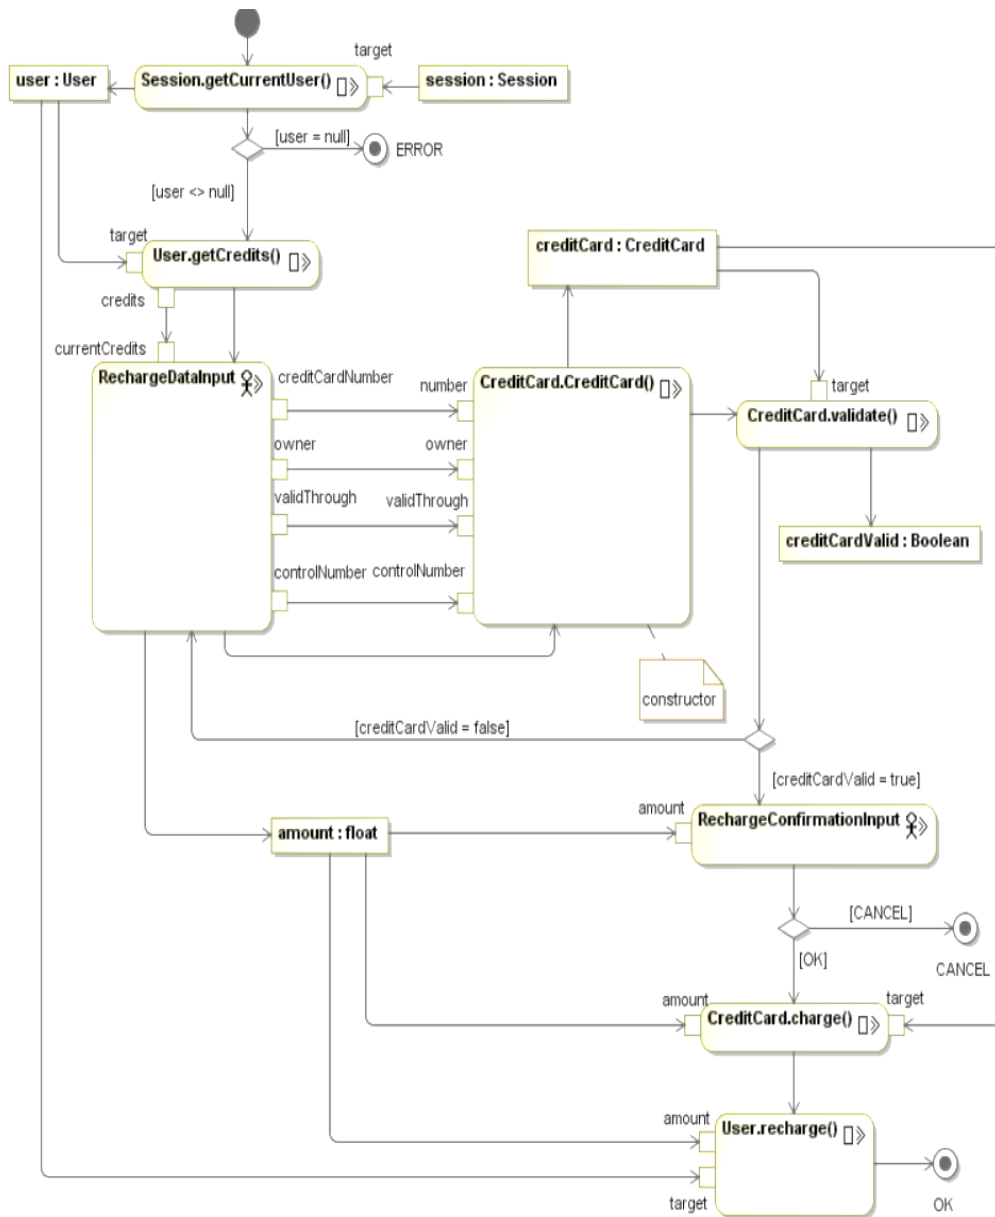 target
user : User
Session.getCurrentUser()
session : Session
[user = null]
ERROR
[user <> null]
target
User.getCredits()
creditCard : CreditCard
credits
currentCredits
RechargeDataInput
creditCardNumber
number
CreditCard.CreditCard()
target
CreditCard.validate()
owner
owner
validThrough
validThrough
creditCardValid : Boolean
controlNumber
controlNumber
constructor
[creditCardValid = false]
[creditCardValid = true]
amount
RechargeConfirmationInput
amount : float
[CANCEL]
[OK]
CANCEL
amount
target
CreditCard.charge()
amount
User.recharge()
target
OK